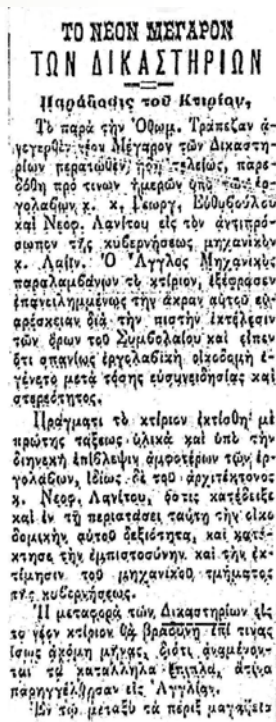 ΤΟ ΝΕΟΝ ΜΕΓΑΡΟΝ
ΤΩΝ ΔΙΚΑΣΤΗΡΙΩΝ
Παράδοσις τοῦ Κτιρίου,
Τὸ παρὰ τὴν Ὀθωμ. Τράπεζαν ἀ-
νεγερθὲν νέον Μέγαρον τῶν Δικαστη-
ρίων περατωθὲν ἤδη τελείως, παρε-
δόθη πρό τινων ἡμερῶν ὑπὸ τῶν ἐρ-
γολάβων κ. κ. Γεωργ. Εὐθυβούλου
καὶ Νεοφ. Λανίτου εἰς τὸν ἀντιπρό-
σωπον τῆς κυβερνήσεως μηχανικὸν
κ. Ὁ Ἄγγλος Μηχανικὸς
παραλαμβάνων τὸ κτίριον, ἐξέφρασεν
ἐπανειλημμένως τὴν ἄκραν αὐτοῦ εὐ-
αρέσκειαν διὰ τὴν πιστὴν ἐκτέλεσιν
τῶν ὅρων τοῦ Συμβολαίου καὶ εἶπεν
ὅτι σπανίως ἐργολαβικὴ οἰκοδομὴ ἐ-
γένετο μετὰ τόσης εὐσυνειδησίας καὶ
στερεότητος.
Πράγματι τὸ κτίριον ἐκτίσθη μὲ
πρώτης τάξεως ὑλικὰ καὶ ὑπὸ τὴν
διηνεκῆ ἐπίβλεψιν ἀμφοτέρων τῶν ἐρ-
γολάβων, ἰδίως δὲ τοῦ ἀρχιτέκτονος
κ. Νεοφ. Λανίτου, ὅστις κατέδειξε
καὶ ἐν τῇ περιστάσει ταύτῃ τὴν οἰκο
δομικὴν αὐτοῦ δεξιότητα, καὶ κατέ-
κτησε τὴν ἐμπιστοσύνην καὶ τὴν ἐκ-
τίμησιν τοῦ μηχανικοῦ τμήματος
τῆς κυβερνήσεως.
Ἡ μεταφορὰ τῶν Δικαστηρίων εἰς
τὸ νέον κτίριον θὰ βραδύνῃ ἐπί τινας
ἴσως ἀκόμη μῆνας, διότι ἀναμένον-
ται τὰ κατάλληλα ἔπιπλα, ἅτινα
παρηγγέλθησαν εἰς Ἀγγλίαν.
Ἐν τῷ μεταξὺ τὰ πέριξ μαγαζεῖα